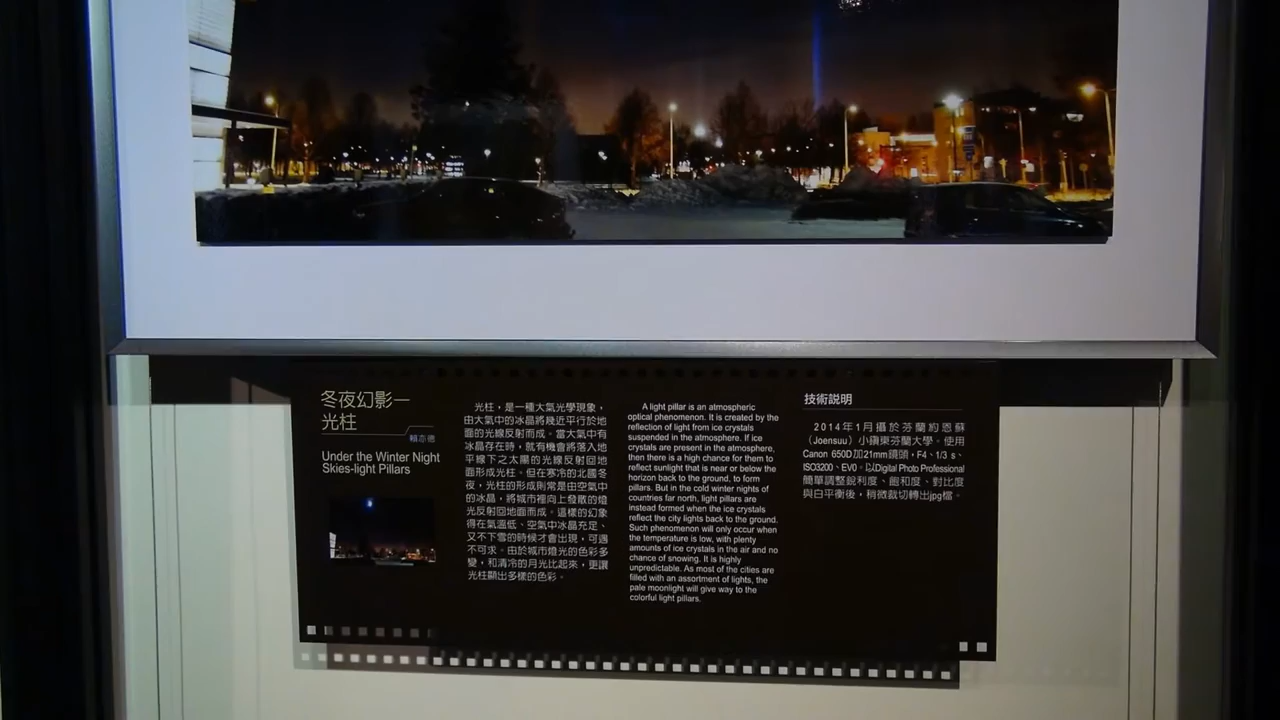 冬夜幻影—
光柱
賴亦德
Under the Winter Night
Skies-light Pillars
光柱，是一種大氣光學現象，
由大氣中的冰晶將幾近平行於地
面的光線反射而成。當大氣中有
冰晶存在時，就有機會將落入地
平線下之太陽的光線反射回地
面形成光柱。但在寒冷的北國冬
夜，光柱的形成則常是由空氣中
的冰晶，將城市裡向上發散的燈
光反射回地面而成。這樣的幻象
得在氣溫低、空氣中冰晶充足、
又不下雪的時候才會出現，可遇
不可求。由於城市燈光的色彩多
變，和清冷的月光比起來，更讓
光柱顯出多樣的色彩。
A light pillar is an atmospheric
optical phenomenon. It is created by the
reflection of light from ice crystals
suspended in the atmosphere. If ice
crystals are present in the atmosphere,
then there is a high chance for them to
reflect sunlight that is near or below the
horizon back to the ground, to form
pillars. But in the cold winter nights of
countries far north, light pillars are
instead formed when the ice crystals
reflect the city lights back to the ground.
Such phenomenon will only occur when
the temperature is low, with plenty
amounts of ice crystals in the air and no
chance of snowing. It is highly
unpredictable. As most of the cities are
filled with an assortment of lights, the
pale moonlight will give way to the
colorful light pillars.
技術説明
2014年1月攝於芬蘭約恩蘇
（Joensuu）小鎮東芬蘭大學。使用
Canon 650D加21mm鏡頭，F4、1/3 s、
ISO3200、EV0。以Digital Photo Professional
簡單調整銳利度、飽和度、對比度
與白平衡後，稍微裁切轉出jpg檔。